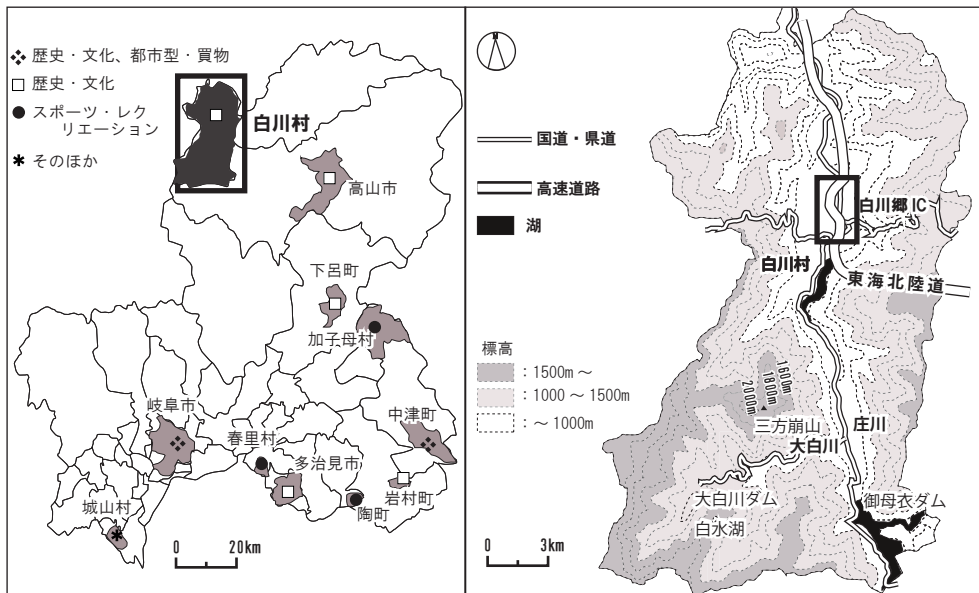 歴史・文化、都市型・買物
歴史・文化
スポーツ・レク
リエーション
そのほか
白川村
高山市
下呂町
加子母村
岐阜市
中津町
春里村
多治見市
岩村町
陶町
城山村
0 20km
N
国道・県道
高速道路
湖
白川郷IC
白川村
東海北陸道
標高
:1500m~
:1000~1500m
:~1000m
1600m
1800m
2000m
三方崩山
大白川
庄川
大白川ダム
白水湖
御母衣ダム
0 3km